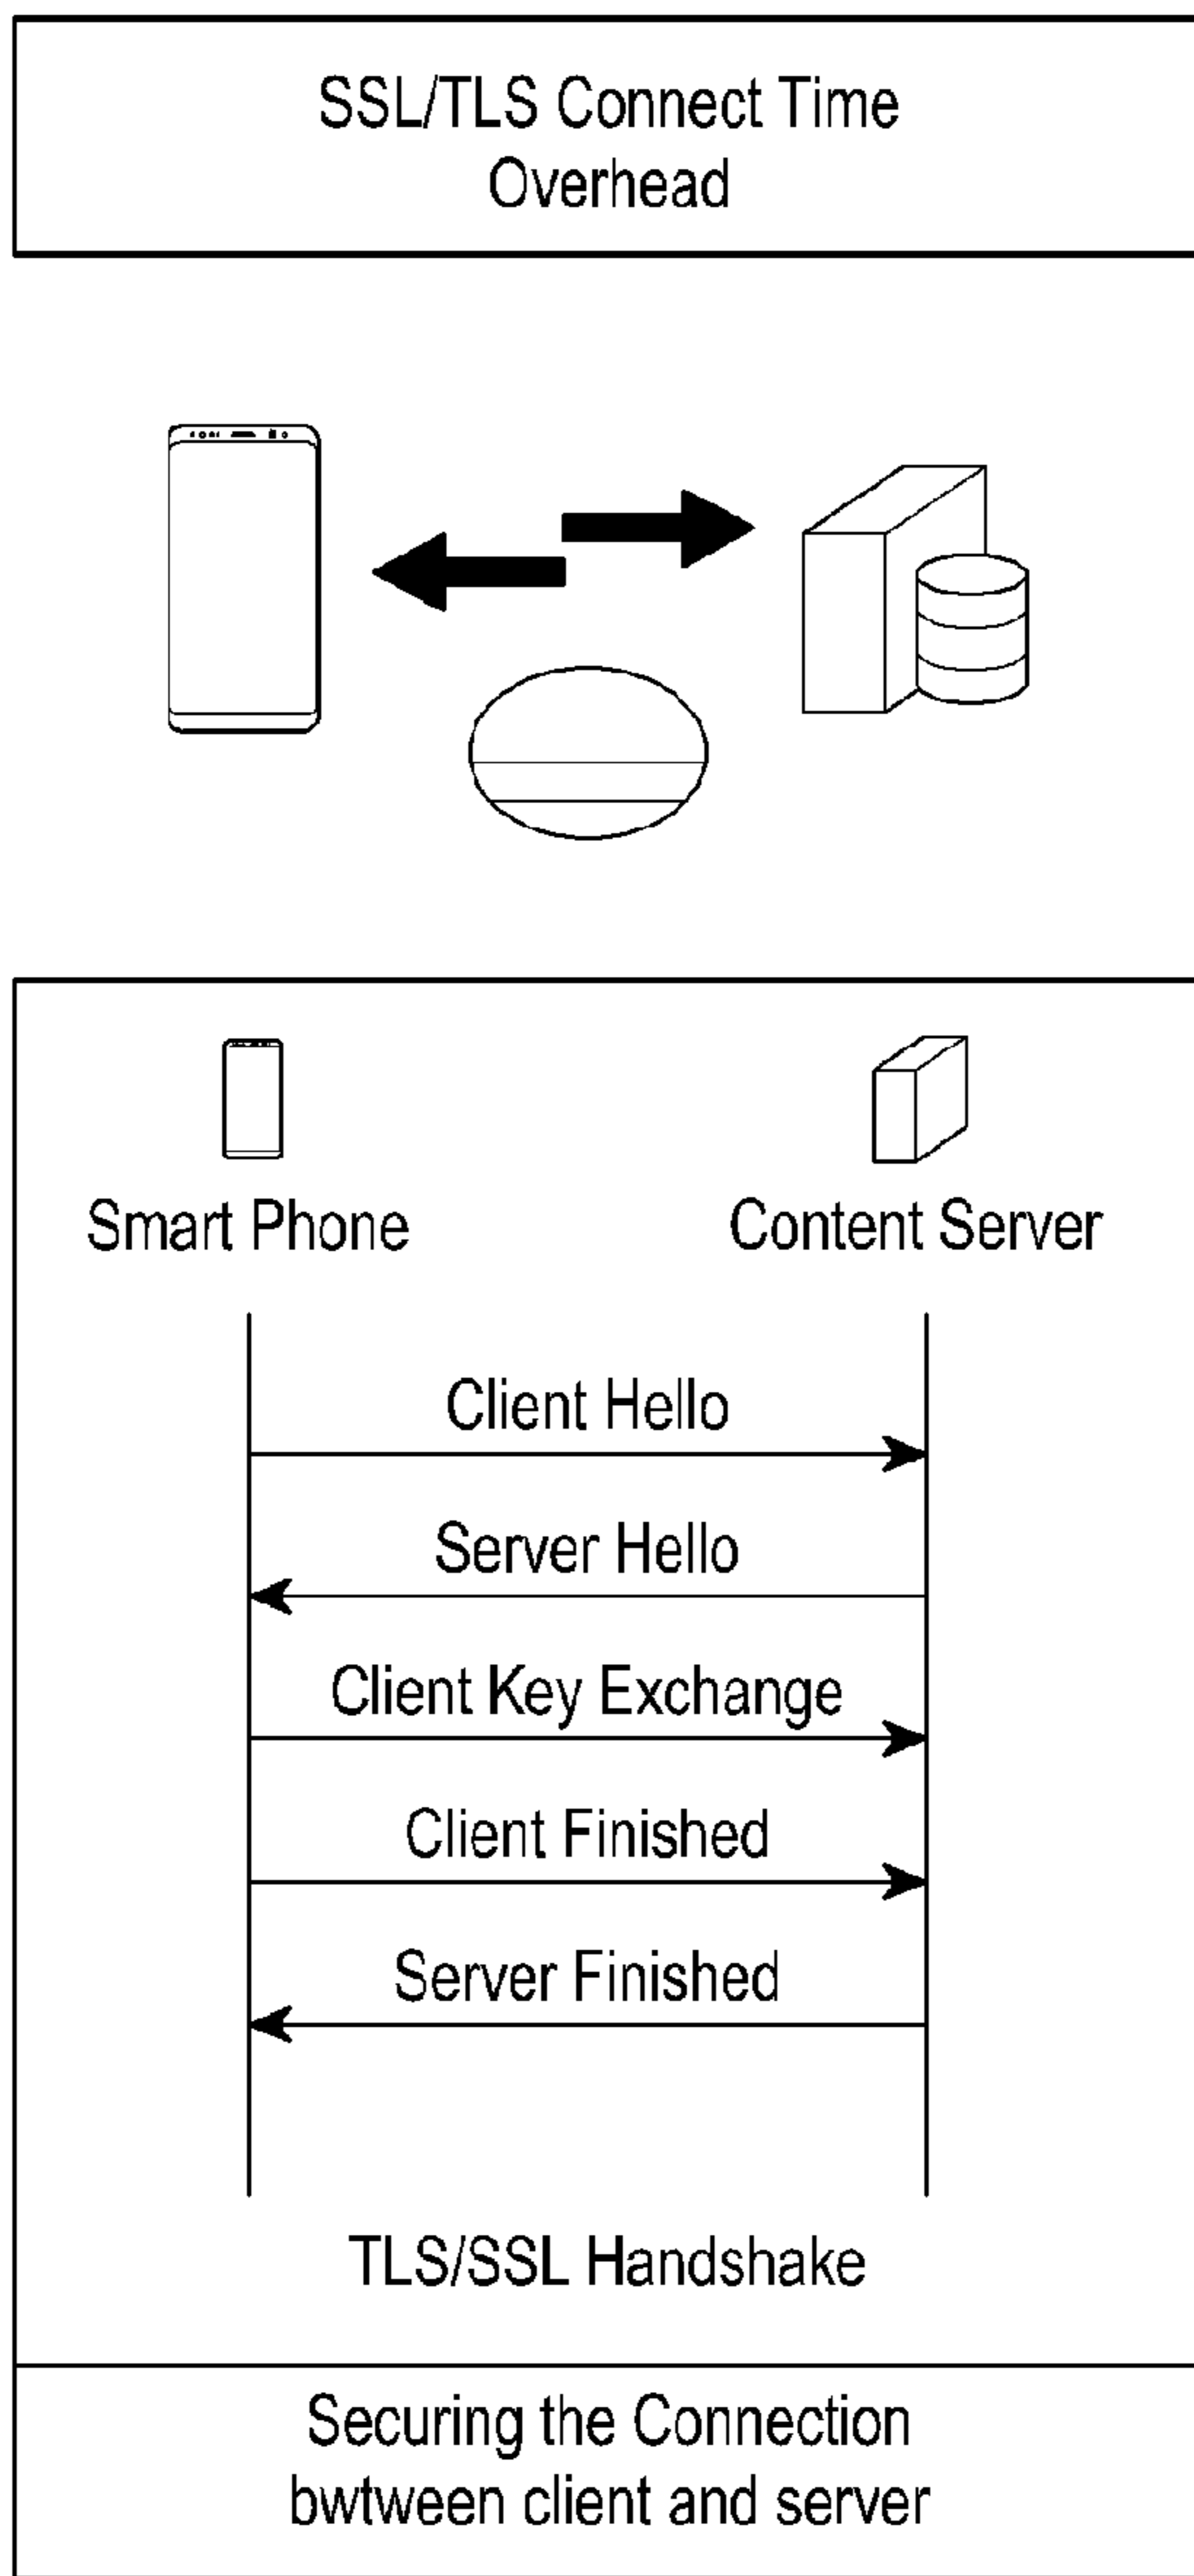 SSL/TLS Connect Time
Overhead
Smart Phone
Content Server
Client Hello
Server Hello
Client Key Exchange
Client Finished
Server Finished
TLS/SSL Handshake
Securing the Connection
bwtween client and server